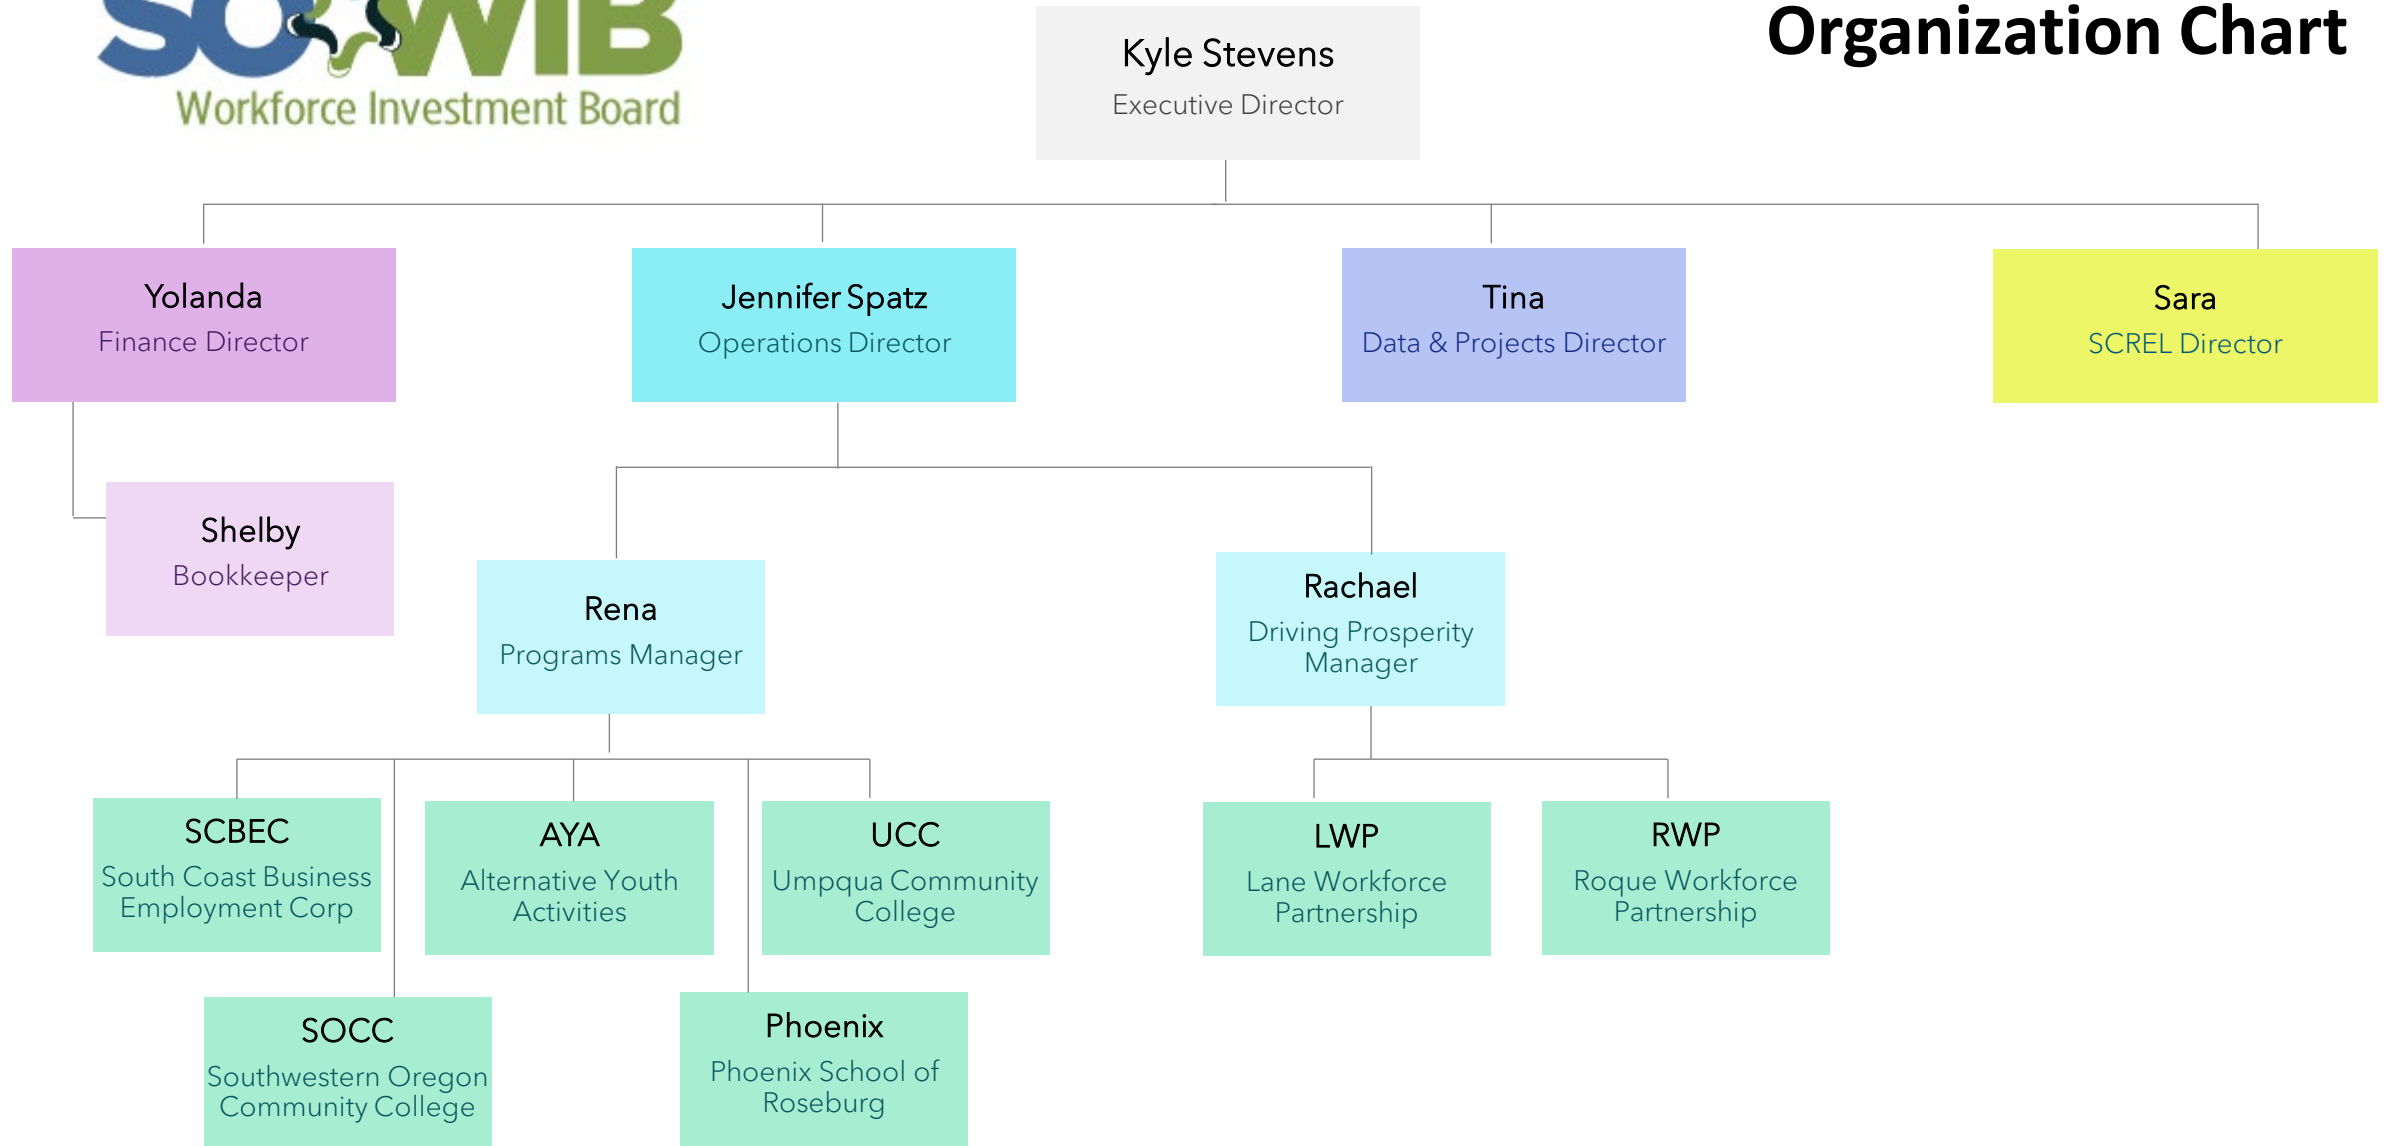 SOWIB
Workforce Investment Board
Organization Chart
Kyle Stevens
Executive Director
Yolanda
Finance Director
Jennifer Spatz
Operations Director
Tina
Data & Projects Director
Sara
SCREL Director
Shelby
Bookkeeper
Rena
Programs Manager
Rachael
Driving Prosperity
Manager
SCBEC
South Coast Business
Employment Corp
AYA
Alternative Youth
Activities
UCC
Umpqua Community
College
LWP
Lane Workforce
Partnership
RWP
Roque Workforce
Partnership
SOCC
Southwestern Oregon
Community College
Phoenix
Phoenix School of
Roseburg